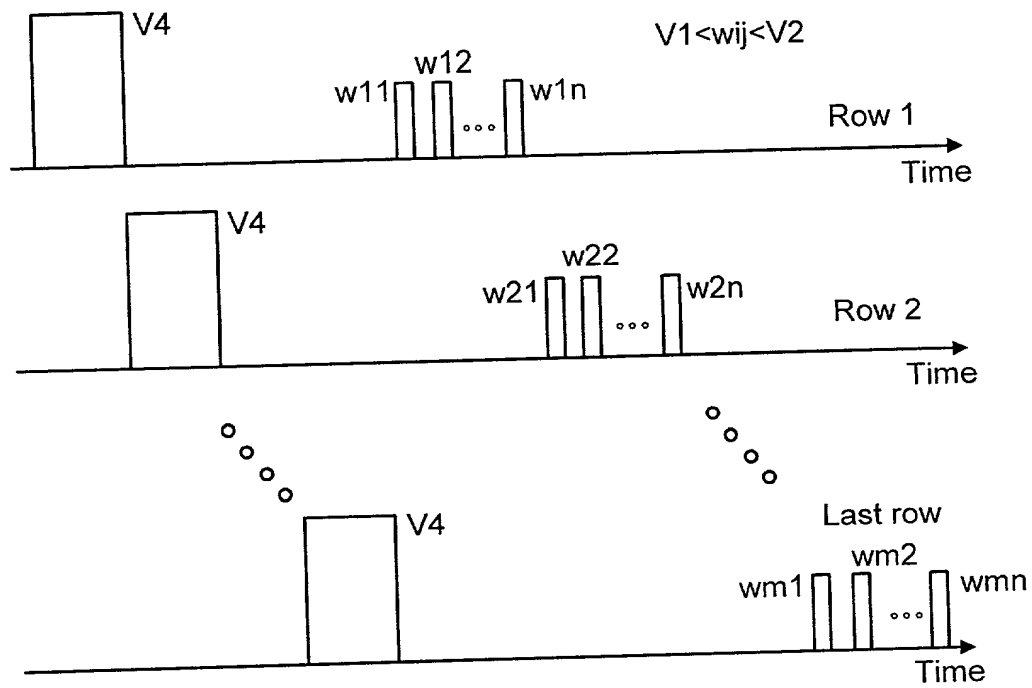 V4
V1<wij<V2
w12
w11
w1n
Row 1
Time
V4
w22
w21
w2n
Row 2
Time
V4
Last row
wm2
wm1
wmn
Time